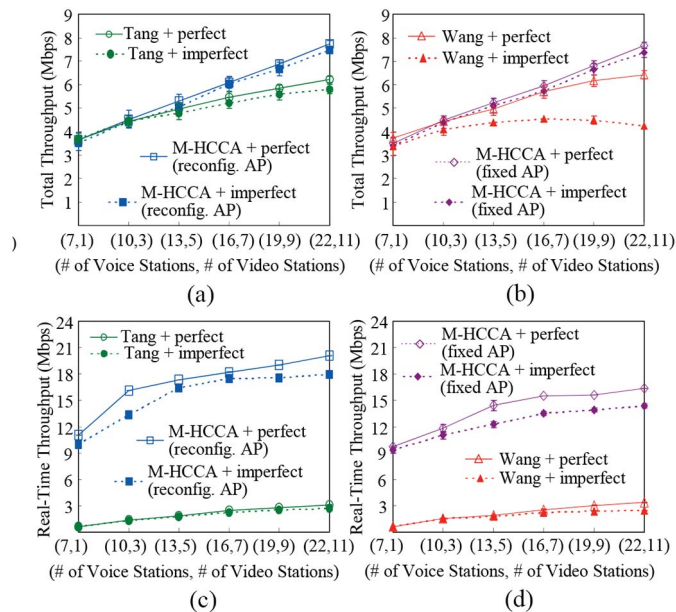 9
8
7
6
5
4
3
2
1
Total Throughput (Mbps)
Tang + perfect
Tang + imperfect
M-HCCA + perfect
(reconfig. AP)
M-HCCA + imperfect
(reconfig. AP)
(7,1) (10,3) (13,5) (16,7) (19,9) (22,11)
(# of Voice Stations, # of Video Stations)
(a)
)
9
8
7
6
5
4
3
2
1
Total Throughput (Mbps)
Wang + perfect
Wang + imperfect
M-HCCA + perfect
(fixed AP)
M-HCCA + imperfect
(fixed AP)
(7,1) (10,3) (13,5) (16,7) (19,9) (22,11)
(# of Voice Stations, # of Video Stations)
(b)
24
21
18
15
12
9
6
3
Real-Time Throughput (Mbps)
Tang + perfect
Tang + imperfect
M-HCCA + perfect
(reconfig. AP)
M-HCCA + imperfect
(reconfig. AP)
(7,1) (10,3) (13,5) (16,7) (19,9) (22,11)
(# of Voice Stations, # of Video Stations)
(c)
24
21
18
15
12
9
6
3
Real-Time Throughput (Mbps)
M-HCCA + perfect
(fixed AP)
M-HCCA + imperfect
(fixed AP)
Wang + perfect
Wang + imperfect
(7,1) (10,3) (13,5) (16,7) (19,9) (22,11)
(# of Voice Stations, # of Video Stations)
(d)